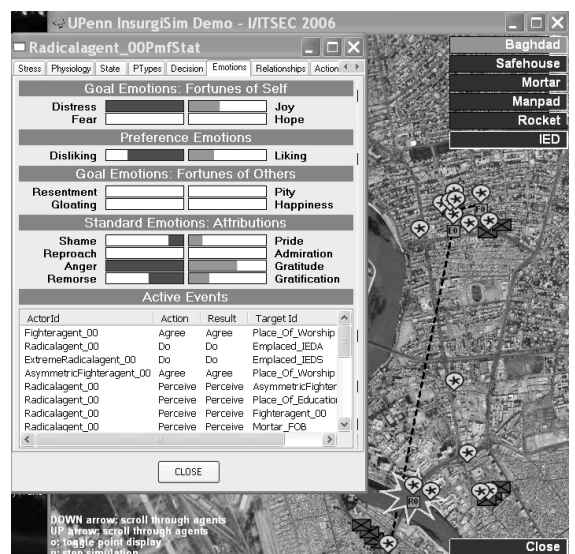 UPenn InsurgiSim Demo - I/ITSEC 2006
Radicalagent_00PmfStat
Stress Physiology State PTypes Decision Emotions Relationships Action
Goal Emotions: Fortunes of Self
Distress Joy
Fear Hope
Preference Emotions
Disliking Liking
Goal Emotions: Fortunes of Others
Resentment Pity
Gloating Happiness
Standard Emotions: Attributions
Shame Pride
Reproach Admiration
Anger Gratitude
Remorse Gratification
Active Events
ActorId Action Result Target Id
Fighteragent_00 Agree Agree Place_Of_Worship
Radicalagent_00 Do Do Emplaced_IEDA
ExtremeRadicalagent_00 Do Do Emplaced_IEDS
AsymmetricFighteragent_00 Agree Agree Place_Of_Worship
Radicalagent_00 Perceive Perceive AsymmetricFighter
Radicalagent_00 Perceive Perceive Place_Of_Education
Radicalagent_00 Perceive Perceive Fighteragent_00
Radicalagent_00 Perceive Perceive Mortar_FOB
CLOSE
Baghdad
Safehouse
Mortar
Manpad
Rocket
IED
F0
E0
R0
DOWN arrow: scroll through agents
UP arrow: scroll through agents
o: toggle point display
n: step simulation
Close